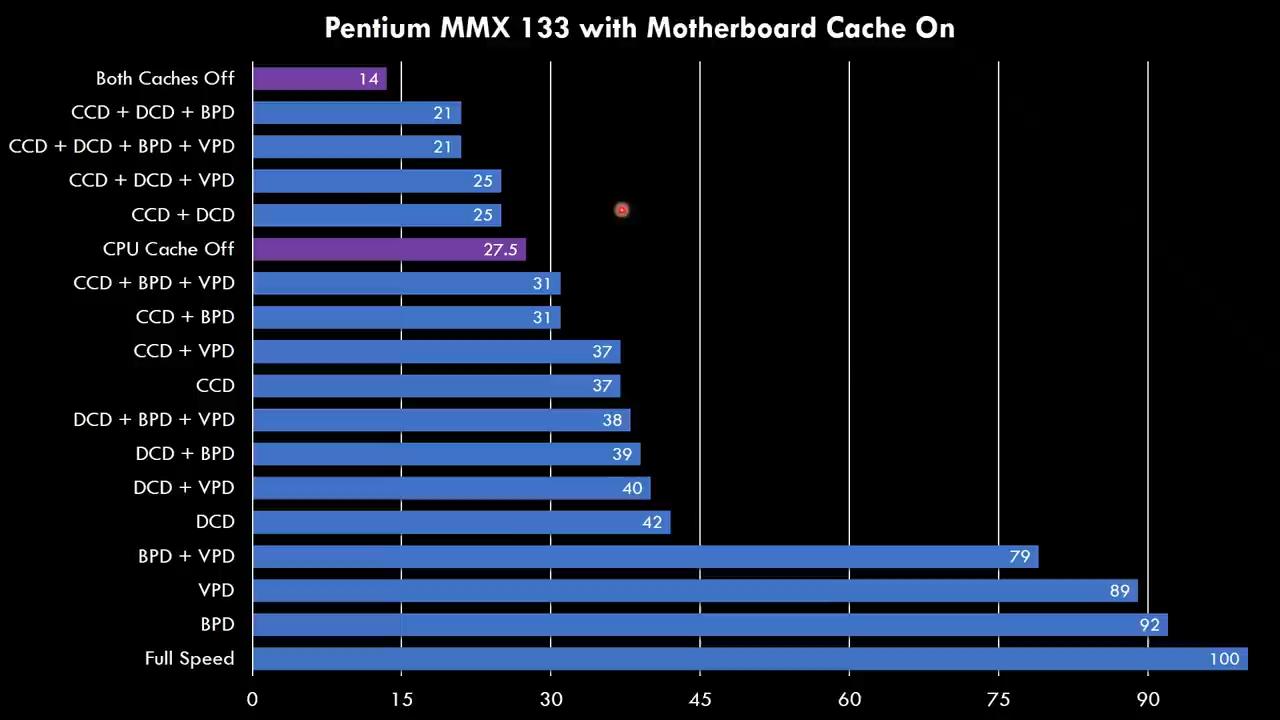 Pentium MMX 133 with Motherboard Cache On
Both Caches Off 14
CCD + DCD + BPD 21
CCD + DCD + BPD + VPD 21
CCD + DCD + VPD 25
CCD + DCD 25
CPU Cache Off 27.5
CCD + BPD + VPD 31
CCD + BPD 31
CCD + VPD 37
CCD 37
DCD + BPD + VPD 38
DCD + BPD 39
DCD + VPD 40
DCD 42
BPD + VPD 79
VPD 89
BPD 92
Full Speed 100
0 15 30 45 60 75 90